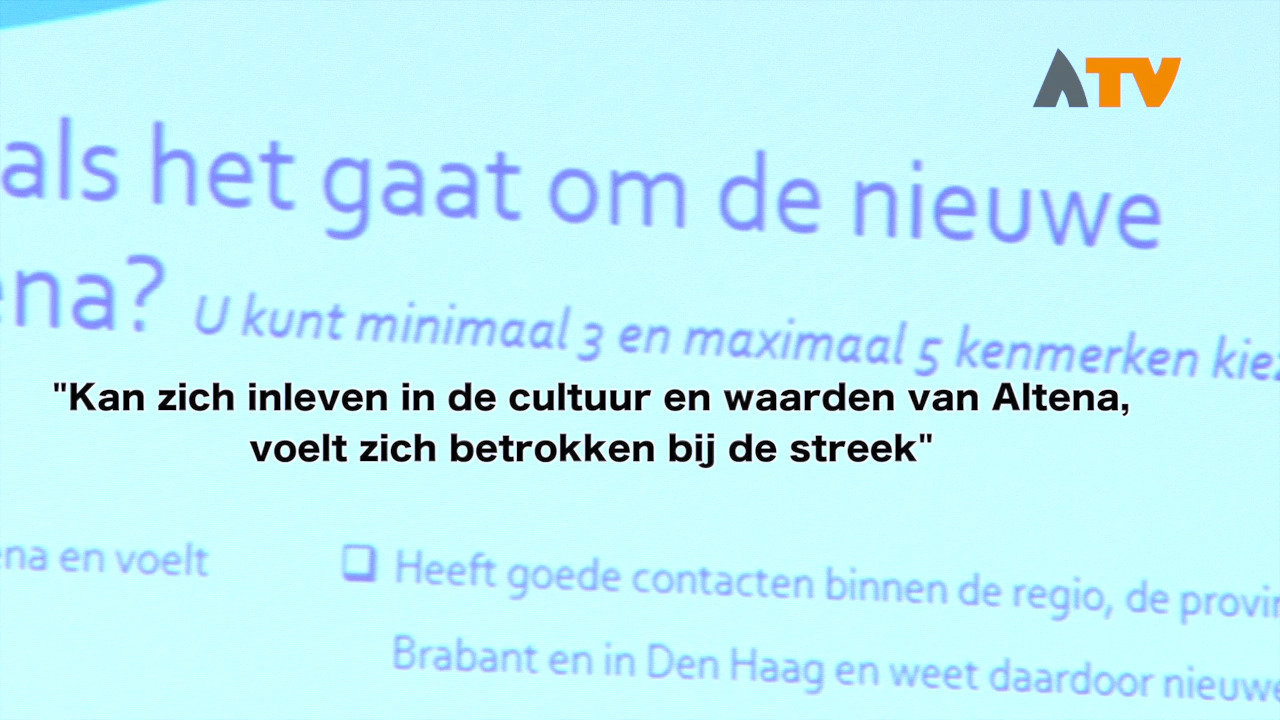 ATV
als het gaat om de nieuwe
ena? U kunt minimaal 3 en maximaal 5 kenmerken kiez
"Kan zich inleven in de cultuur en waarden van Altena,
voelt zich betrokken bij de streek"
ena en voelt
❑ Heeft goede contacten binnen de regio, de provin
Brabant en in Den Haag en weet daardoor nieuwe